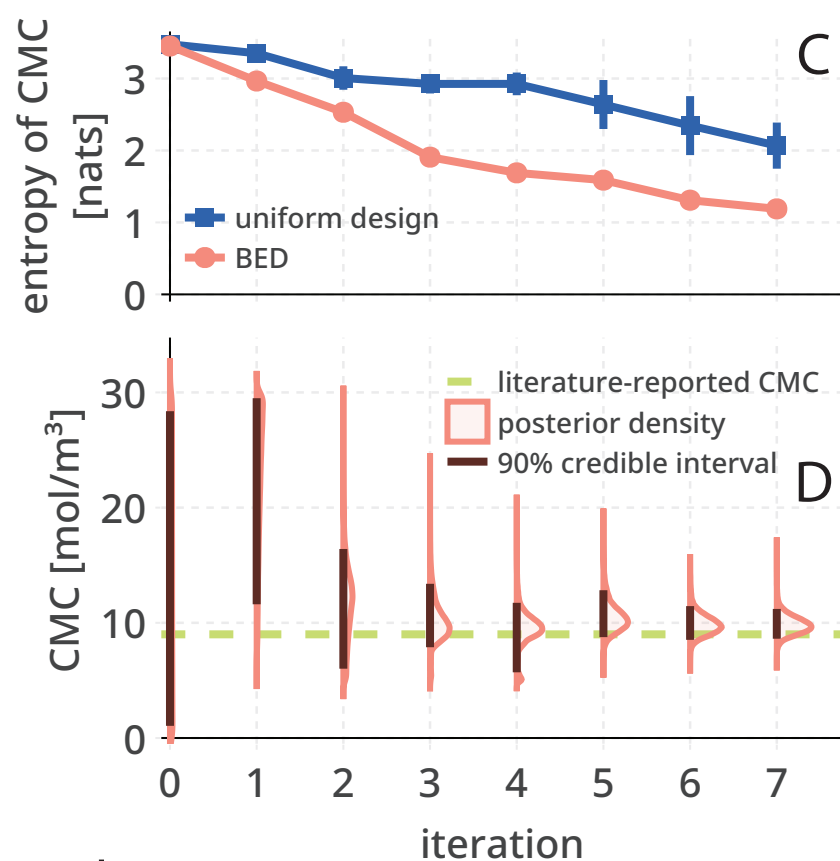 C
entropy of CMC
[nats]
3
2
1
0
uniform design
BED
D
CMC [mol/m³]
30
20
10
0
literature-reported CMC
posterior density
90% credible interval
0 1 2 3 4 5 6 7
iteration